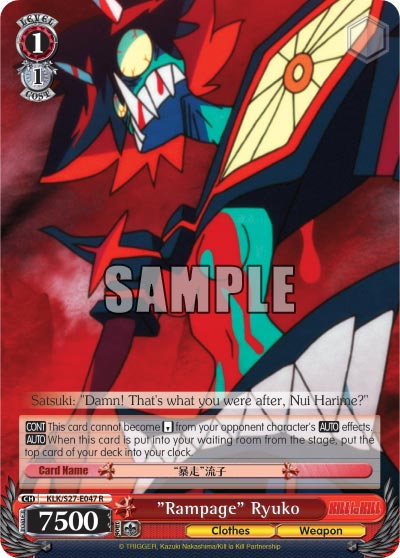 LEVEL
1
1
COST
SAMPLE
Satsuki: "Damn! That's what you were after, Nui Harime?"
CONT This card cannot become from your opponent character's AUTO effects.
AUTO When this card is put into your waiting room from the stage, put the
top card of your deck into your clock.
Card Name "暴走"流子
CH KLK/S27-E047 R
"Rampage" Ryuko
KILL la KILL
POWER 7500 SOUL
Clothes Weapon
© TRIGGER, Kazuki Nakashima/Kill la Kill Partnership